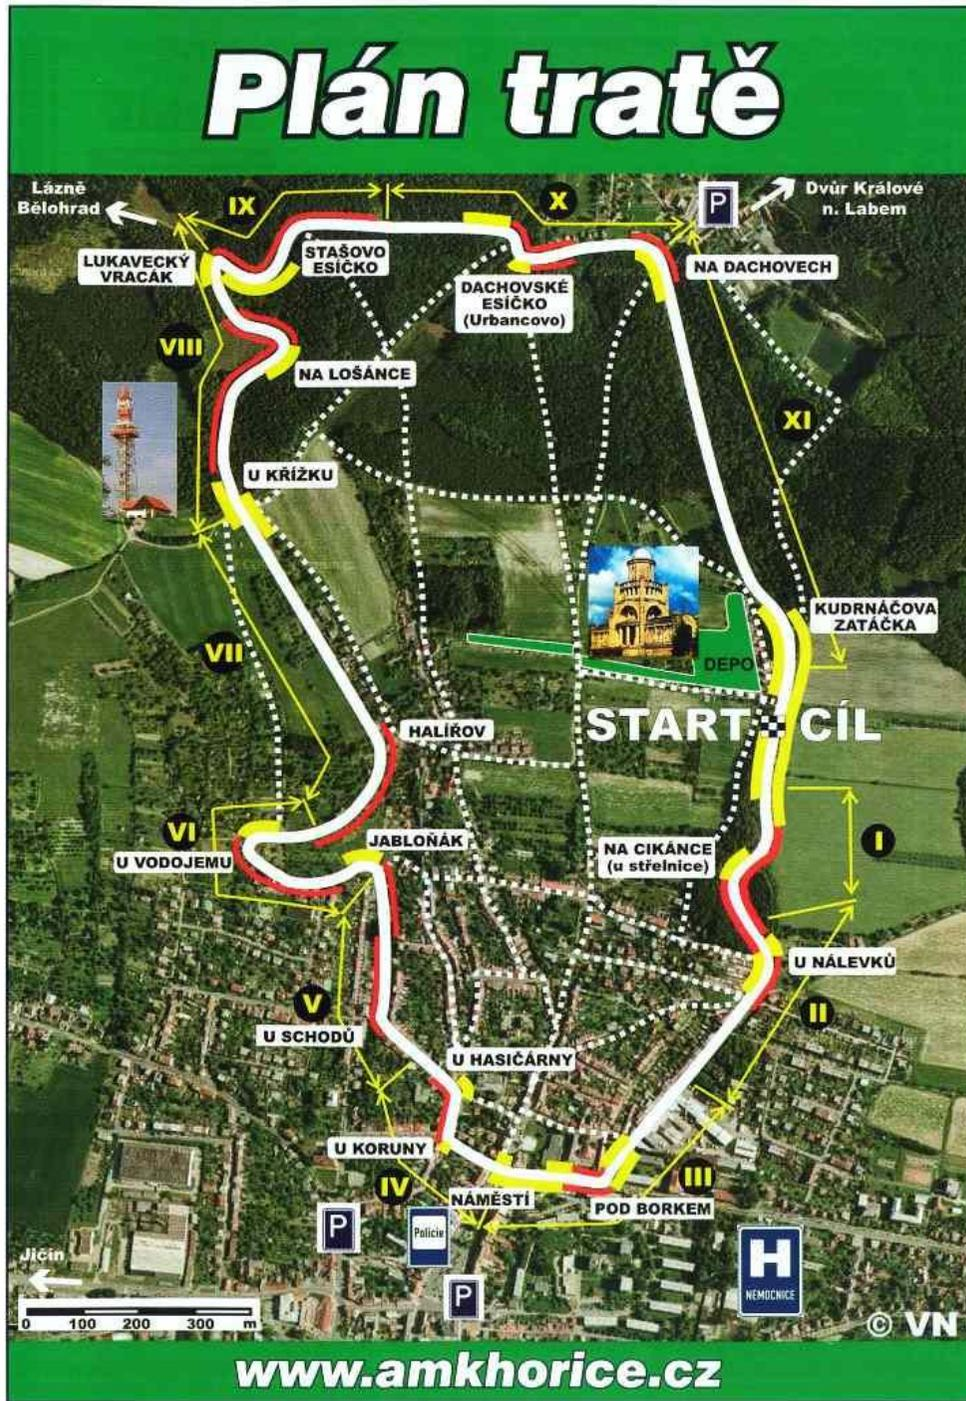 Plán tratě
Lázně
Bělohrad
IX
X
P
Dvůr Králové
n. Labem
LUKAVECKÝ
VRACÁK
STAŠOVO
ESÍČKO
DACHOVSKÉ
ESÍČKO
(Urbancovo)
NA DACHOVECH
VIII
NA LOŠÁNCE
XI
U KŘÍŽKU
KUDRNÁČOVA
ZATÁČKA
VII
DEPO
HALÍŘOV
START CÍL
VI
U VODOJEMU
JABLOŇÁK
NA CIKÁNCE
(u střelnice)
I
U NÁLEVKŮ
V
U SCHODŮ
II
U HASIČÁRNY
U KORUNY
IV
NÁMĚSTÍ
III
POD BORKEM
P
Policie
Jičín
P
H
NEMOCNICE
0 100 200 300 m
© VN
www.amkhorice.cz